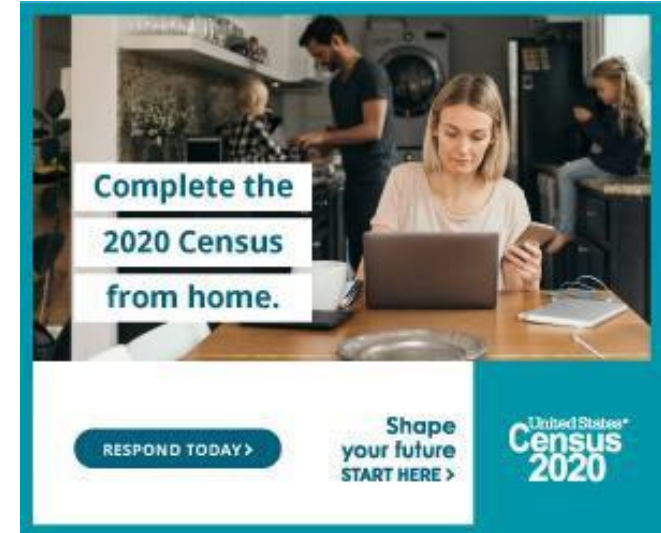 Complete the
2020 Census
from home.
RESPOND TODAY >
Shape
your future
START HERE >
United States®
Census
2020